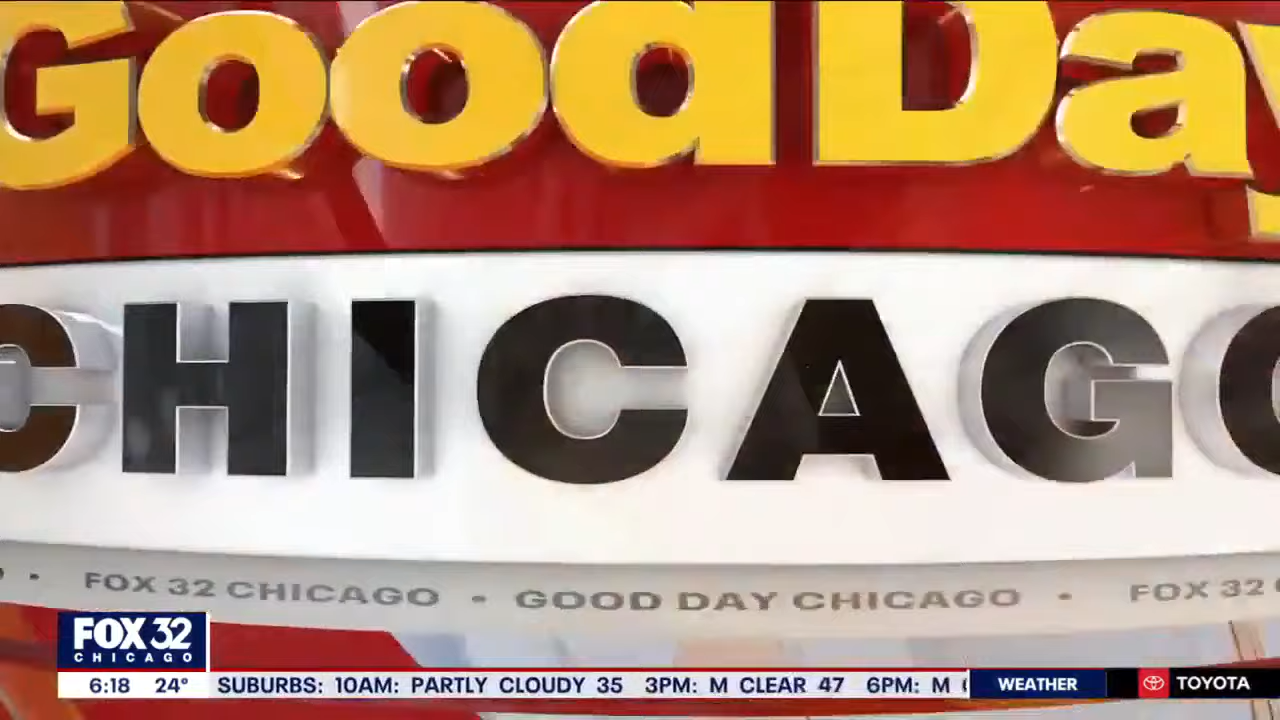 GoodDay
CHICAGO
• FOX 32 CHICAGO • GOOD DAY CHICAGO • FOX 32
FOX 32
CHICAGO
6:18 24° SUBURBS: 10AM: PARTLY CLOUDY 35 3PM: M CLEAR 47 6PM: M WEATHER TOYOTA